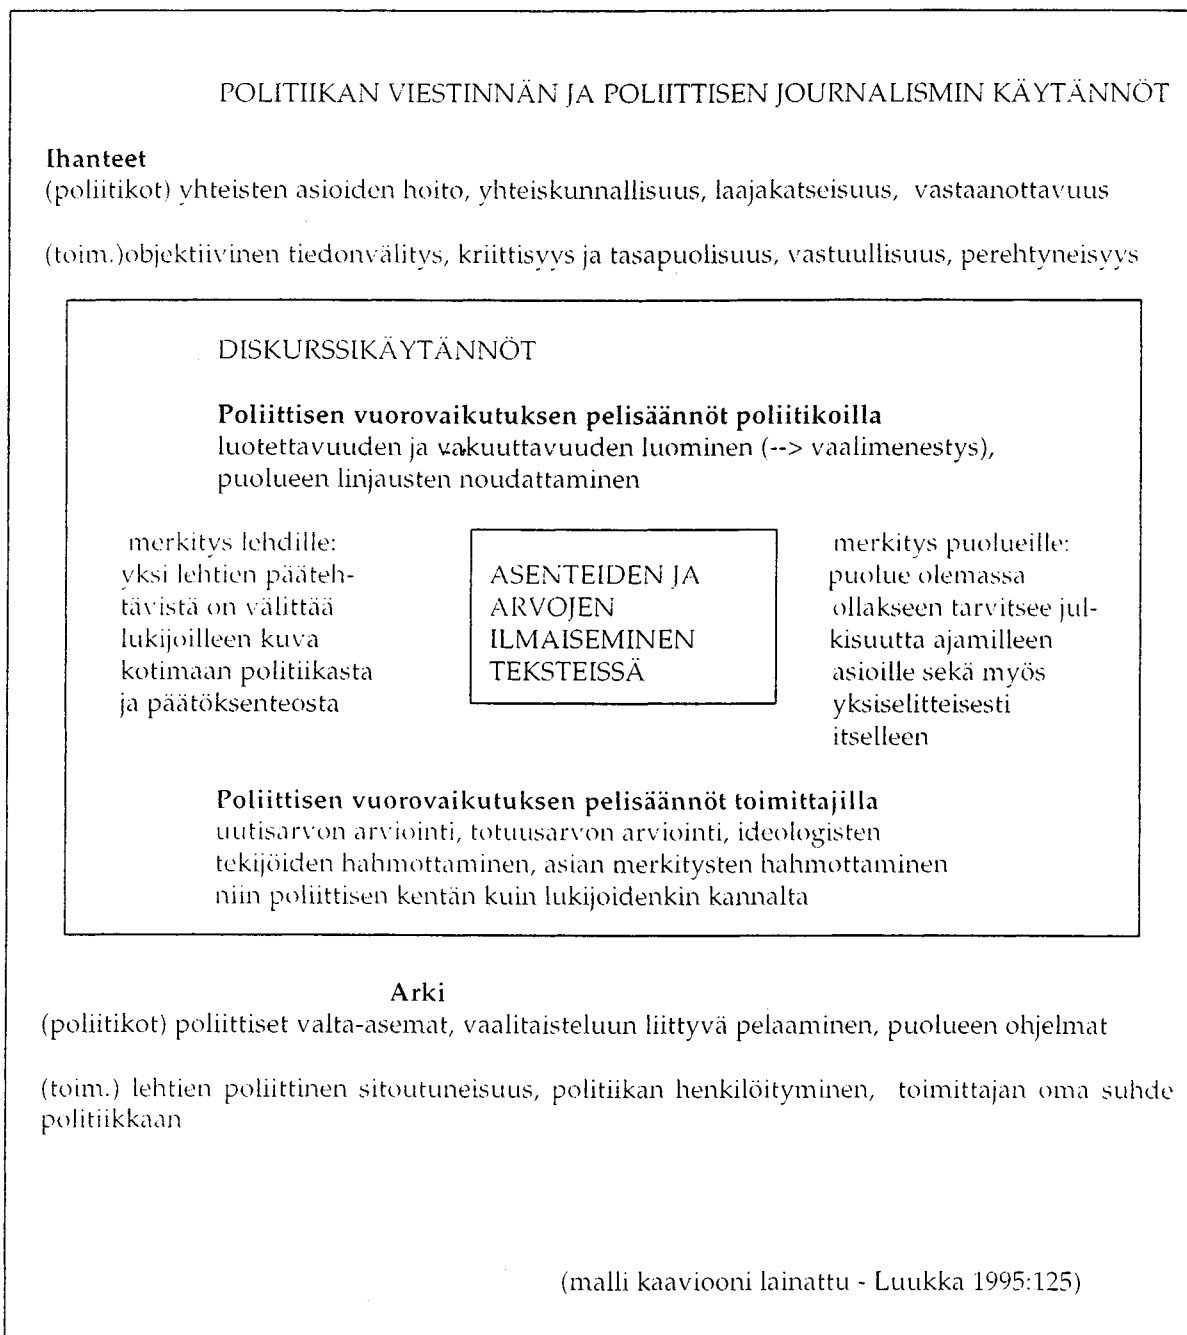 POLITIIKAN VIESTINNÄN JA POLIITTISEN JOURNALISMIN KÄYTÄNNÖT
Ihanteet
(poliitikot) yhteisten asioiden hoito, yhteiskunnallisuus, laajakatseisuus, vastaanottavuus
(toim.)objektiivinen tiedonvälitys, kriittisyys ja tasapuolisuus, vastuullisuus, perehtyneisyys
DISKURSSIKÄYTÄNNÖT
Poliittisen vuorovaikutuksen pelisäännöt poliitikoilla
luotettavuuden ja vakuuttavuuden luominen (--> vaalimenestys),
puolueen linjausten noudattaminen
merkitys lehdille:
yksi lehtien pääteh-
tävistä on välittää
lukijoilleen kuva
kotimaan politiikasta
ja päätöksenteosta
ASENTEIDEN JA
ARVOJEN
ILMAISEMINEN
TEKSTEISSÄ
merkitys puolueille:
puolue olemassa
ollakseen tarvitsee jul-
kisuutta ajamilleen
asioille sekä myös
yksiselitteisesti
itselleen
Poliittisen vuorovaikutuksen pelisäännöt toimittajilla
uutisarvon arviointi, totuusarvon arviointi, ideologisten
tekijöiden hahmottaminen, asian merkitysten hahmottaminen
niin poliittisen kentän kuin lukijoidenkin kannalta
Arki
(poliitikot) poliittiset valta-asemat, vaalitaisteluun liittyvä pelaaminen, puolueen ohjelmat
(toim.) lehtien poliittinen sitoutuneisuus, politiikan henkilöityminen, toimittajan oma suhde
politiikkaan
(malli kaaviooni lainattu - Luukka 1995:125)